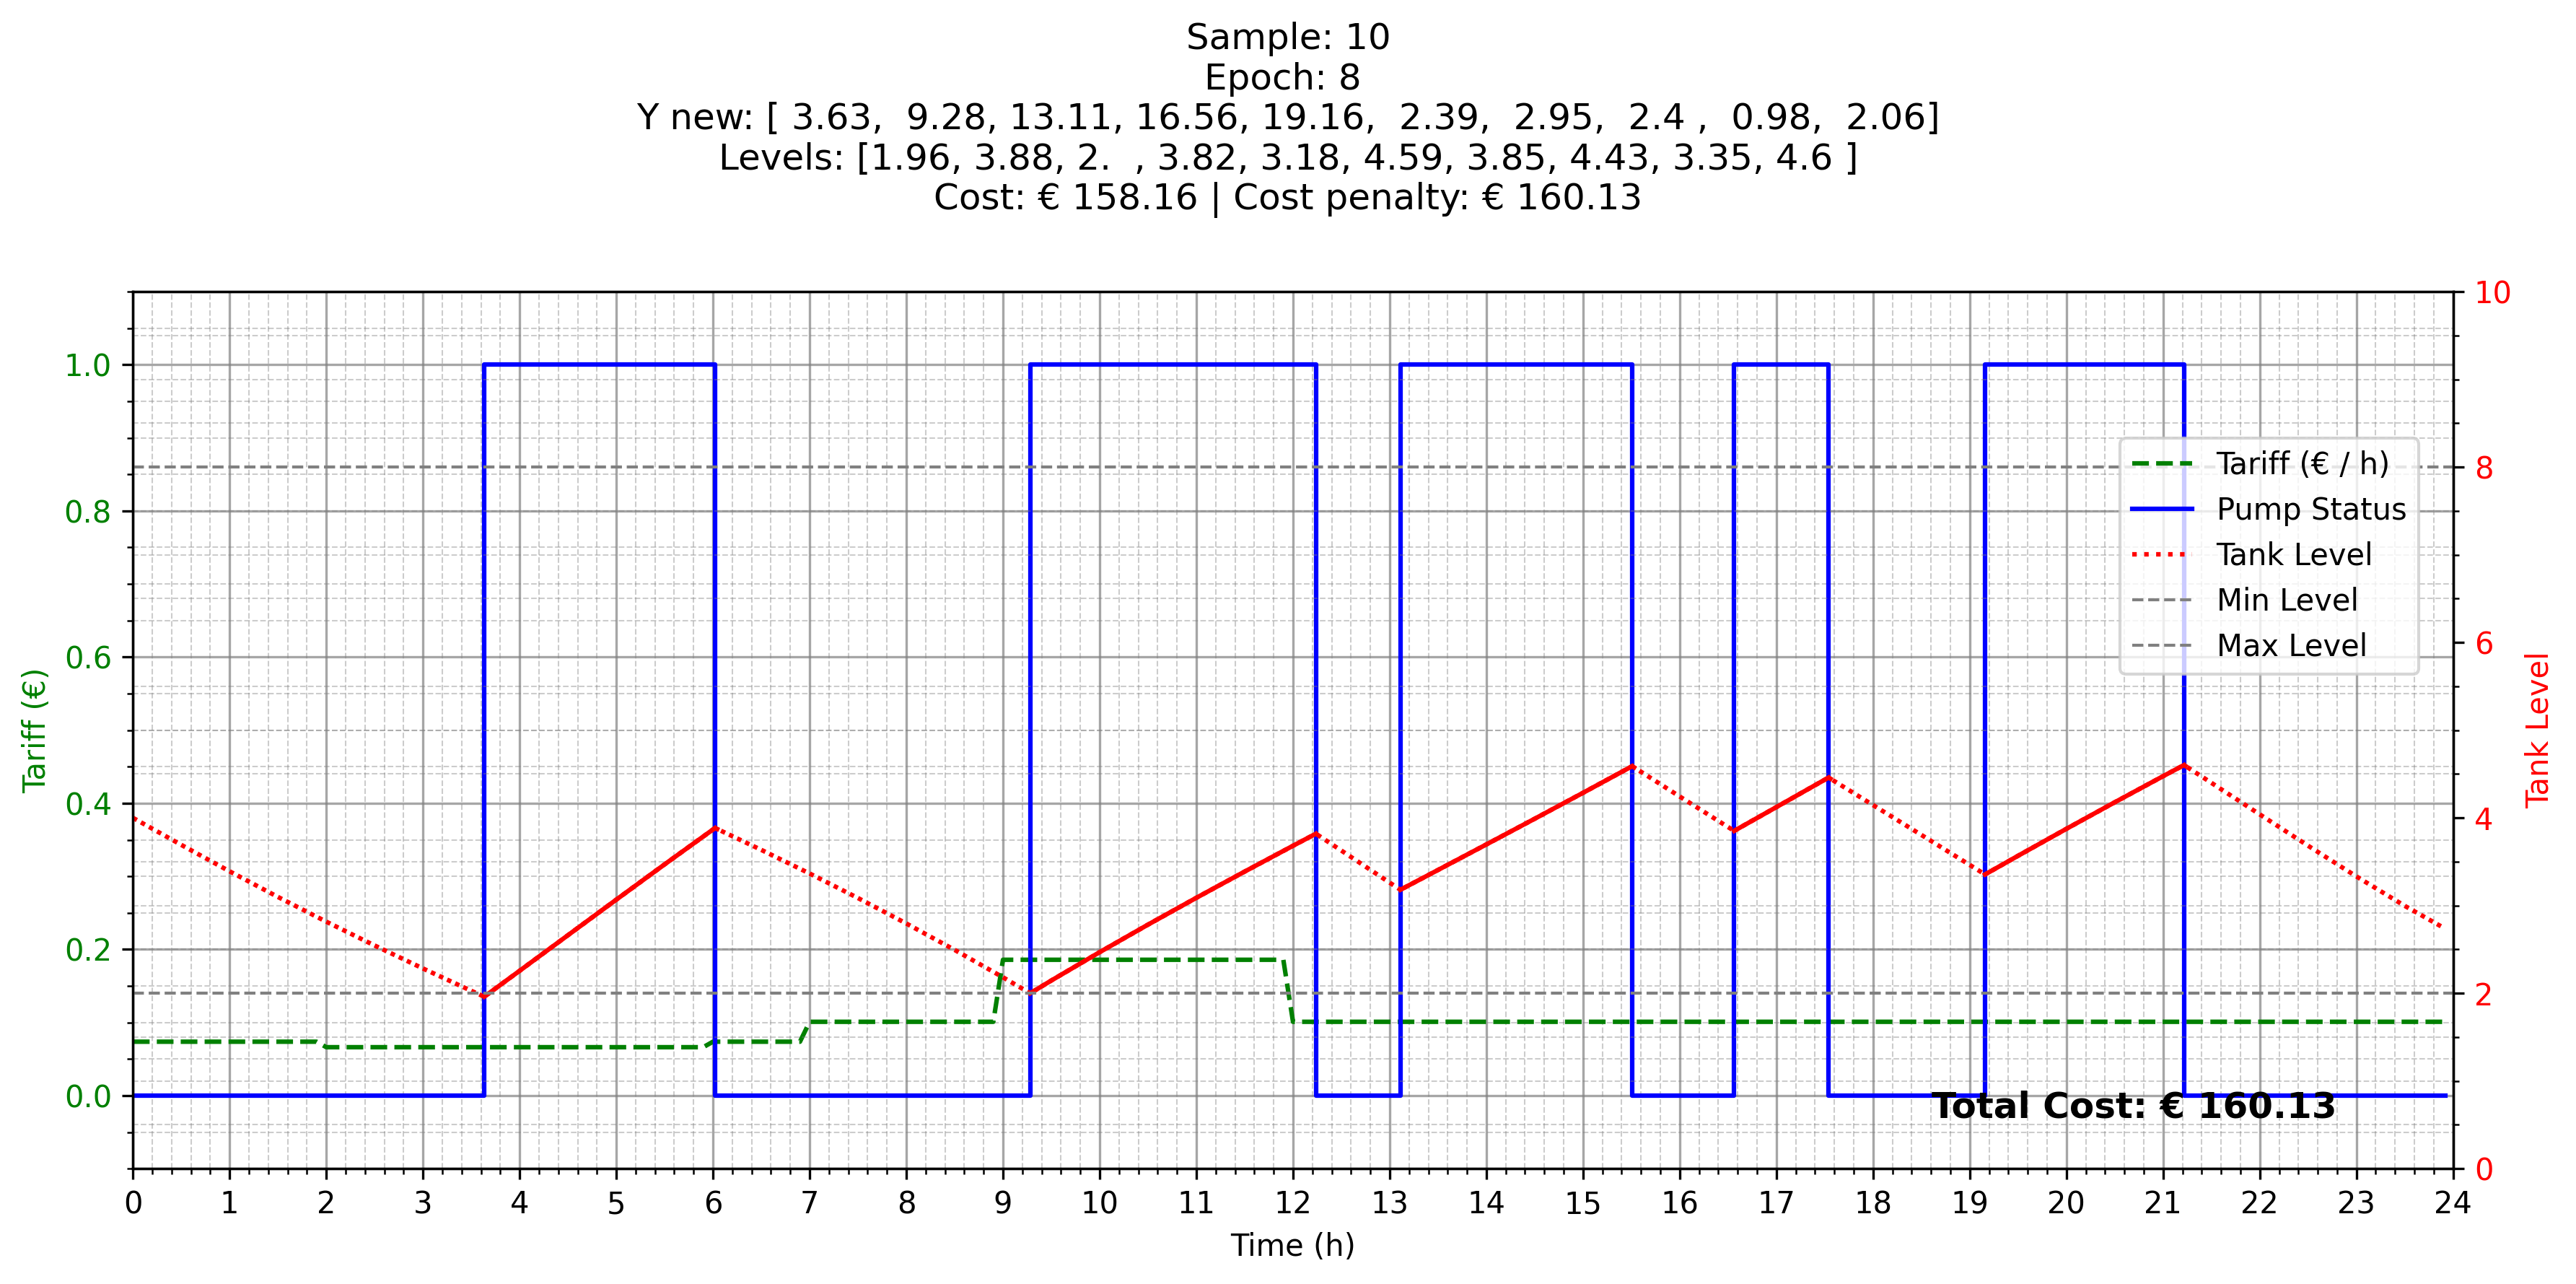 Sample: 10
Epoch: 8
Y new: [ 3.63,  9.28, 13.11, 16.56, 19.16,  2.39,  2.95,  2.4 ,  0.98,  2.06]
Levels: [1.96, 3.88, 2.  , 3.82, 3.18, 4.59, 3.85, 4.43, 3.35, 4.6 ]
Cost: € 158.16 | Cost penalty: € 160.13
1.0
0.8
0.6
0.4
0.2
0.0
Tariff (€)
10
8
6
4
2
0
Tank Level
Tariff (€ / h)
Pump Status
Tank Level
Min Level
Max Level
Total Cost: € 160.13
0 1 2 3 4 5 6 7 8 9 10 11 12 13 14 15 16 17 18 19 20 21 22 23 24
Time (h)